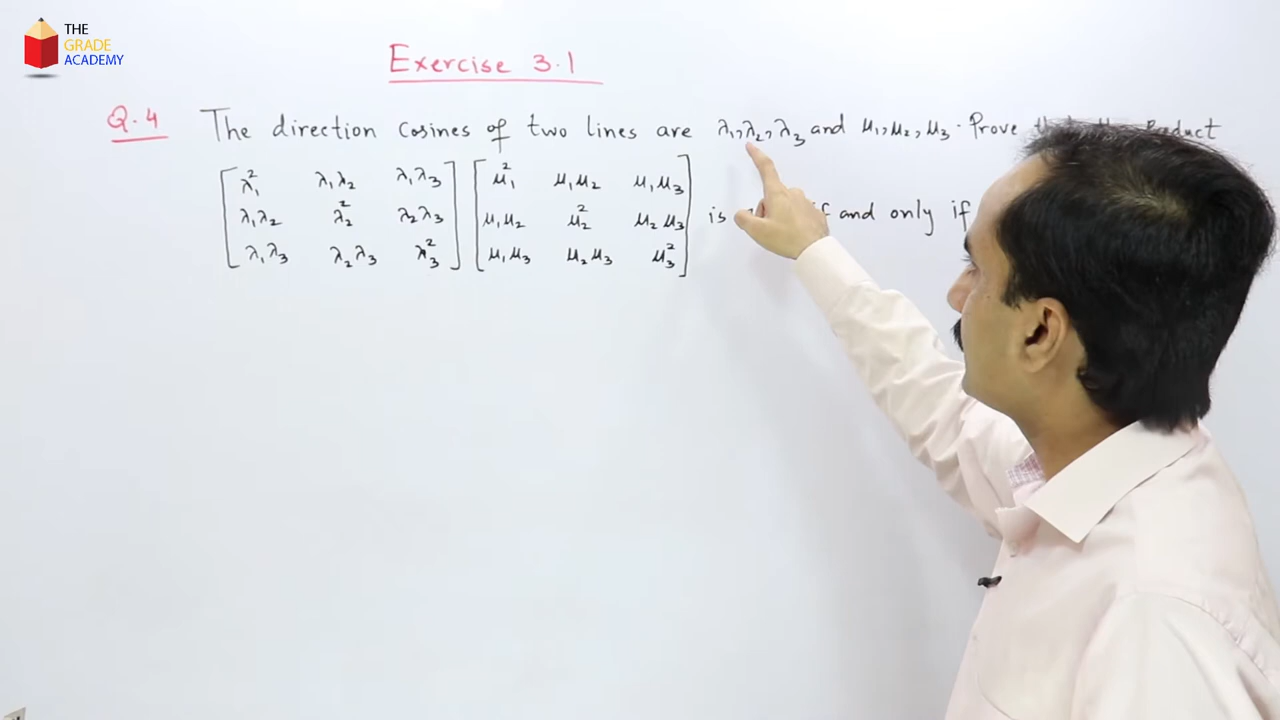 THE
GRADE
ACADEMY
Exercise 3.1
Q.4 The direction cosines of two lines are λ₁, λ₂, λ₃ and μ₁, μ₂, μ₃. Prove
[λ₁² λ₁λ₂ λ₁λ₃] [μ₁² μ₁μ₂ μ₁μ₃]
[λ₁λ₂ λ₂² λ₂λ₃] [μ₁μ₂ μ₂² μ₂μ₃] is if and only if
[λ₁λ₃ λ₂λ₃ λ₃²] [μ₁μ₃ μ₂μ₃ μ₃²]